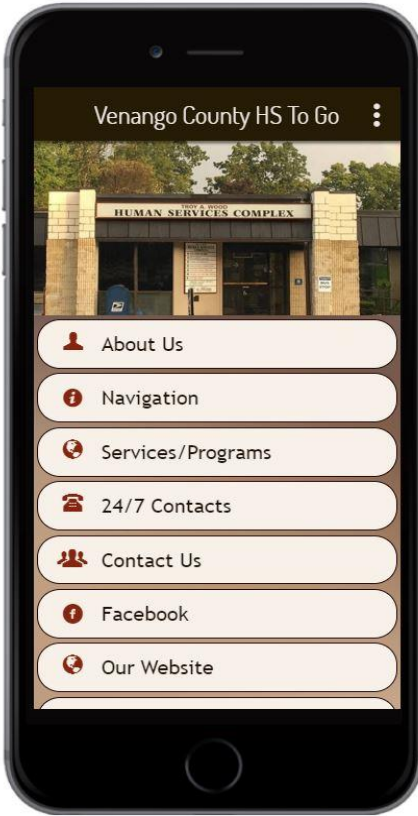 Venango County HS To Go
TROY A. WOOD
HUMAN SERVICES COMPLEX
About Us
Navigation
Services/Programs
24/7 Contacts
Contact Us
Facebook
Our Website